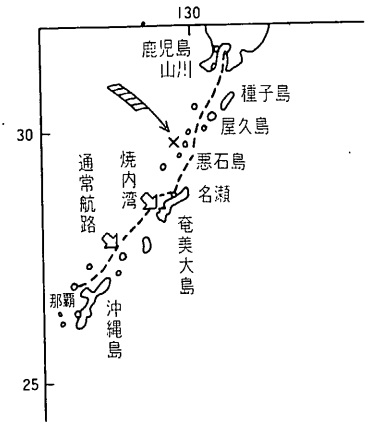 130
鹿児島
山川
種子島
30
屋久島
悪石島
焼内湾
通常航路
名瀬
奄美大島
那覇
沖縄島
25